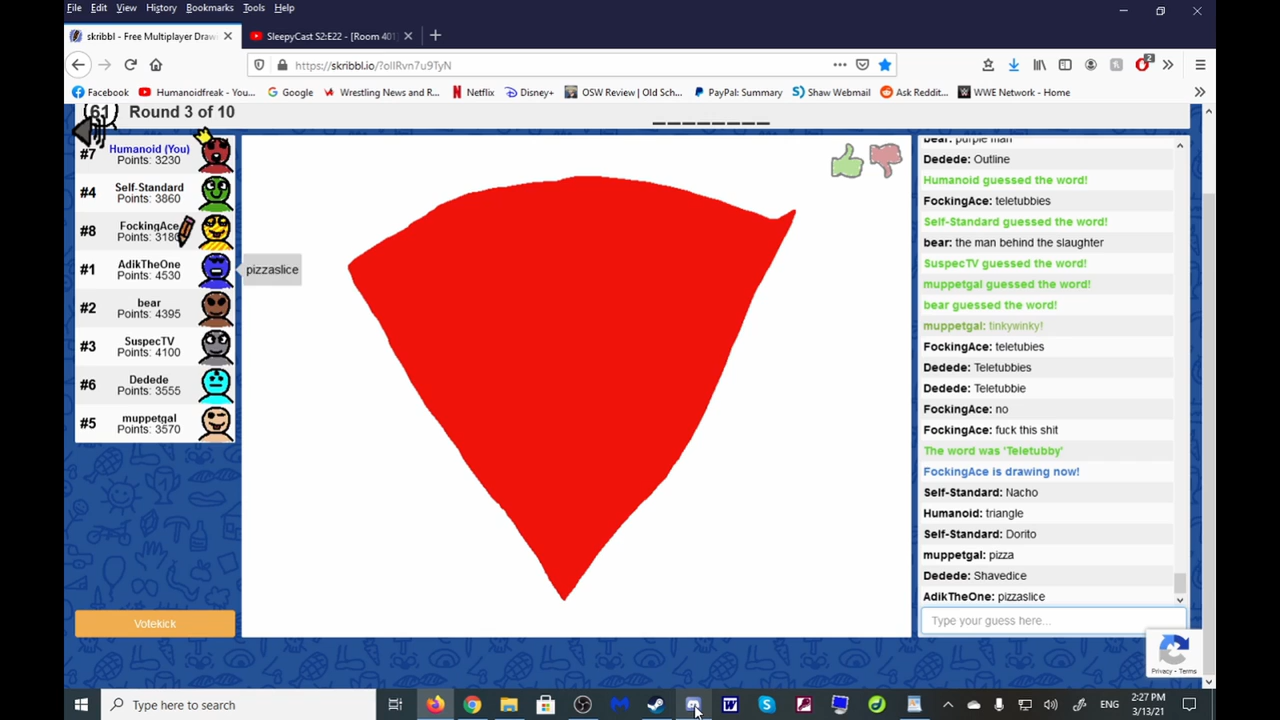 File Edit View History Bookmarks Tools Help
skribbl - Free Multiplayer Draw
SleepyCast S2:E22 - [Room 401]
https://skribbl.io/?olIRvn7u9TyN
2
Facebook Humanoidfreak - You... Google Wrestling News and R... Netflix Disney+ OSW Review | Old Sch... PayPal: Summary Shaw Webmail Ask Reddit... WWE Network - Home
61 Round 3 of 10
________
#7 Humanoid (You)
Points: 3230
#4 Self-Standard
Points: 3860
#8 FockingAce
Points: 3180
#1 AdikTheOne
Points: 4530
pizzaslice
#2 bear
Points: 4395
#3 SuspecTV
Points: 4100
#6 Dedede
Points: 3555
#5 muppetgal
Points: 3570
Votekick
bear: purple man
Dedede: Outline
Humanoid guessed the word!
FockingAce: teletubbies
Self-Standard guessed the word!
bear: the man behind the slaughter
SuspecTV guessed the word!
muppetgal guessed the word!
bear guessed the word!
muppetgal: tinkywinky!
FockingAce: teletubies
Dedede: Teletubbies
Dedede: Teletubbie
FockingAce: no
FockingAce: fuck this shit
The word was 'Teletubby'
FockingAce is drawing now!
Self-Standard: Nacho
Humanoid: triangle
Self-Standard: Dorito
muppetgal: pizza
Dedede: Shavedice
AdikTheOne: pizzaslice
Type your guess here...
Privacy - Terms
Type here to search
ENG
2:27 PM
3/13/21